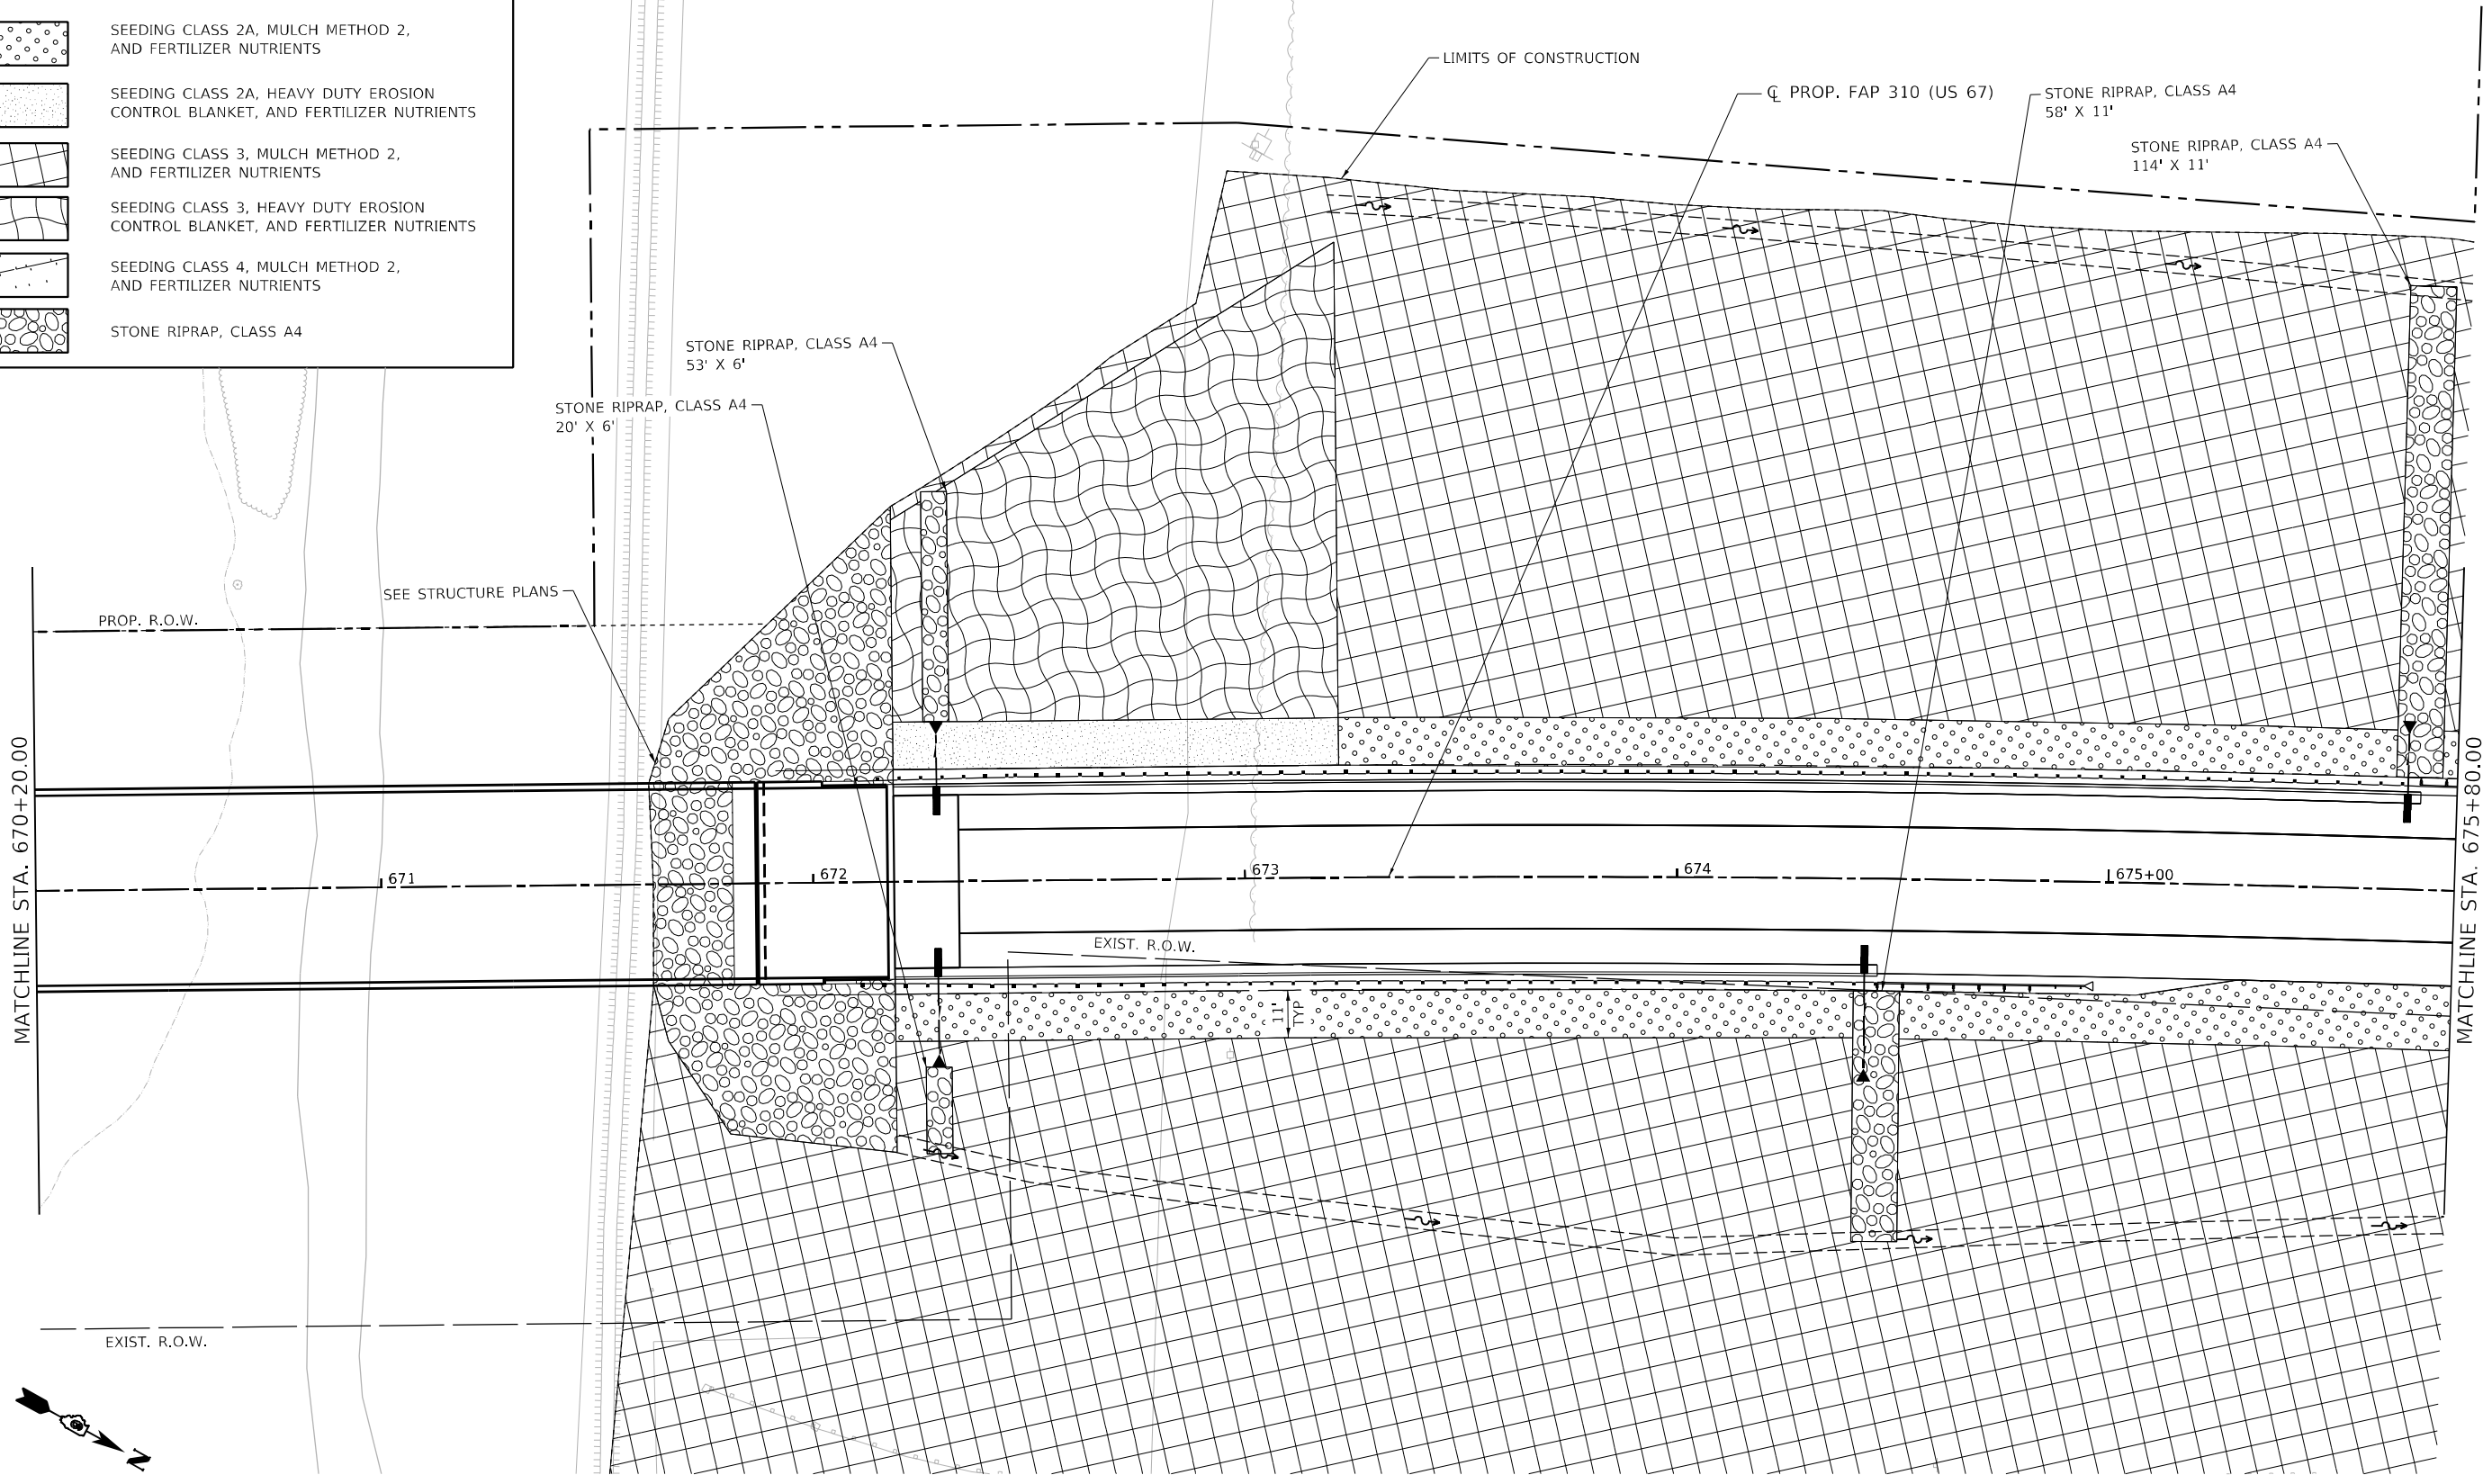 SEEDING CLASS 2A, MULCH METHOD 2,
AND FERTILIZER NUTRIENTS
SEEDING CLASS 2A, HEAVY DUTY EROSION
CONTROL BLANKET, AND FERTILIZER NUTRIENTS
SEEDING CLASS 3, MULCH METHOD 2,
AND FERTILIZER NUTRIENTS
SEEDING CLASS 3, HEAVY DUTY EROSION
CONTROL BLANKET, AND FERTILIZER NUTRIENTS
SEEDING CLASS 4, MULCH METHOD 2,
AND FERTILIZER NUTRIENTS
STONE RIPRAP, CLASS A4
LIMITS OF CONSTRUCTION
℄ PROP. FAP 310 (US 67)
STONE RIPRAP, CLASS A4
58' X 11'
STONE RIPRAP, CLASS A4
114' X 11'
STONE RIPRAP, CLASS A4
53' X 6'
STONE RIPRAP, CLASS A4
20' X 6'
SEE STRUCTURE PLANS
PROP. R.O.W.
MATCHLINE STA. 670+20.00
671
672
673
674
675+00
MATCHLINE STA. 675+80.00
EXIST. R.O.W.
11'
TYP
EXIST. R.O.W.
N